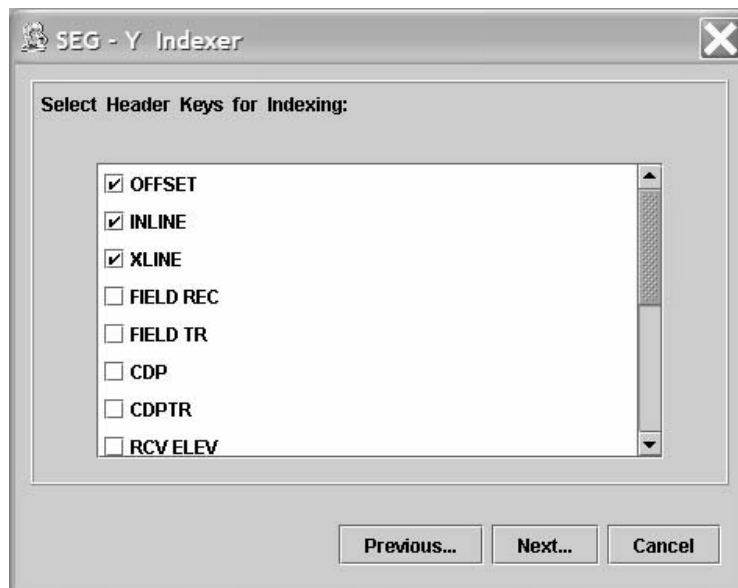 SEG - Y Indexer
Select Header Keys for Indexing:
OFFSET
INLINE
XLINE
FIELD REC
FIELD TR
CDP
CDPTR
RCV ELEV
Previous... Next... Cancel